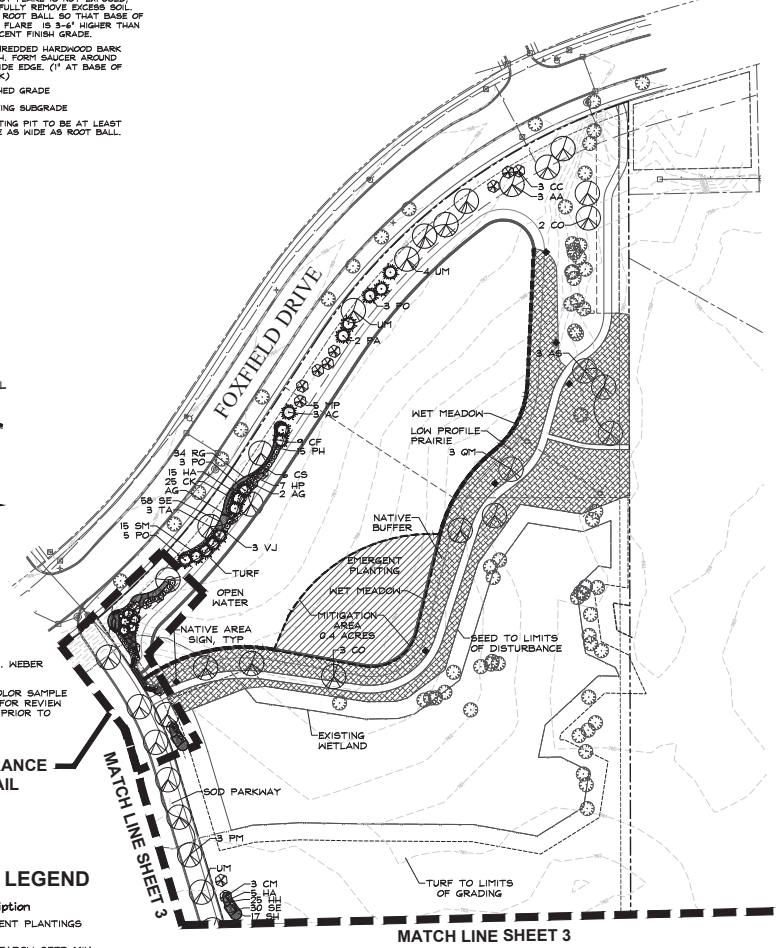 FULLY REMOVE EXCESS SOIL.
ROOT BALL SO THAT BASE OF
FLARE IS 3-6" HIGHER THAN
CENT FINISH GRADE.
HREDDED HARDWOOD BARK
H. FORM SAUCER AROUND
IDE EDGE. (1" AT BASE OF
K)
HED GRADE
ING SUBGRADE
TING PIT TO BE AT LEAST
E AS WIDE AS ROOT BALL.
FOXFIELD DRIVE
3 CC
3 AA
2 CO
4 UM
3 PO
UM
2 PA
3 AS
5 MP
3 AC
WET MEADOW
LOW PROFILE
PRAIRIE
3 QM
9 CF
15 PH
34 RG
3 PO
15 HA
25 CK
AG
58 SE
3 TA
15 SM
5 PO
CS
7 HP
2 AG
3 VJ
TURF
NATIVE
BUFFER
EMERGENT
PLANTING
OPEN
WATER
WET MEADOW
MITIGATION
AREA
0.4 ACRES
NATIVE AREA
SIGN, TYP
3 CO
SEED TO LIMITS
OF DISTURBANCE
. WEBER
OLOR SAMPLE
FOR REVIEW
PRIOR TO
EXISTING
WETLAND
ANCE
AIL
MATCH LINE SHEET 3
SOD PARKWAY
3 PM
UM
3 CM
5 HA
25 HH
30 SE
17 SH
TURF TO LIMITS
OF GRADING
LEGEND
iption
ENT PLANTINGS
MATCH LINE SHEET 3